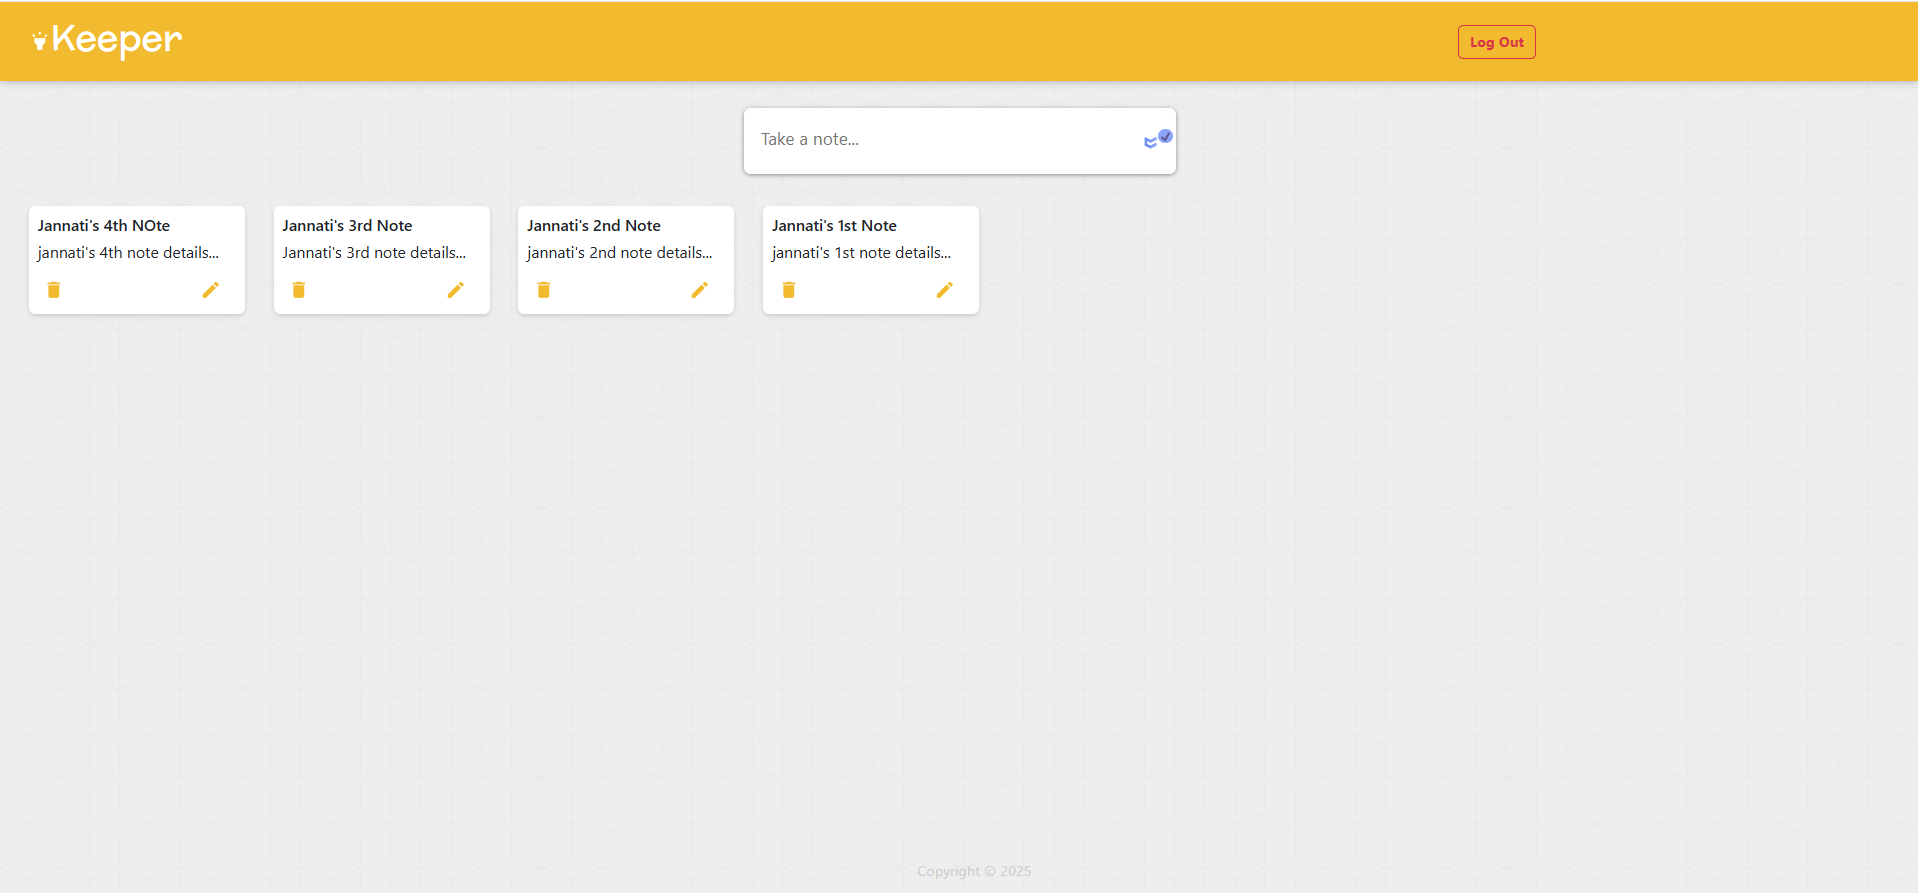 Keeper
Log Out
Take a note...
Jannati's 4th NOte
jannati's 4th note details...
Jannati's 3rd Note
Jannati's 3rd note details...
Jannati's 2nd Note
jannati's 2nd note details...
Jannati's 1st Note
jannati's 1st note details...
Copyright © 2025